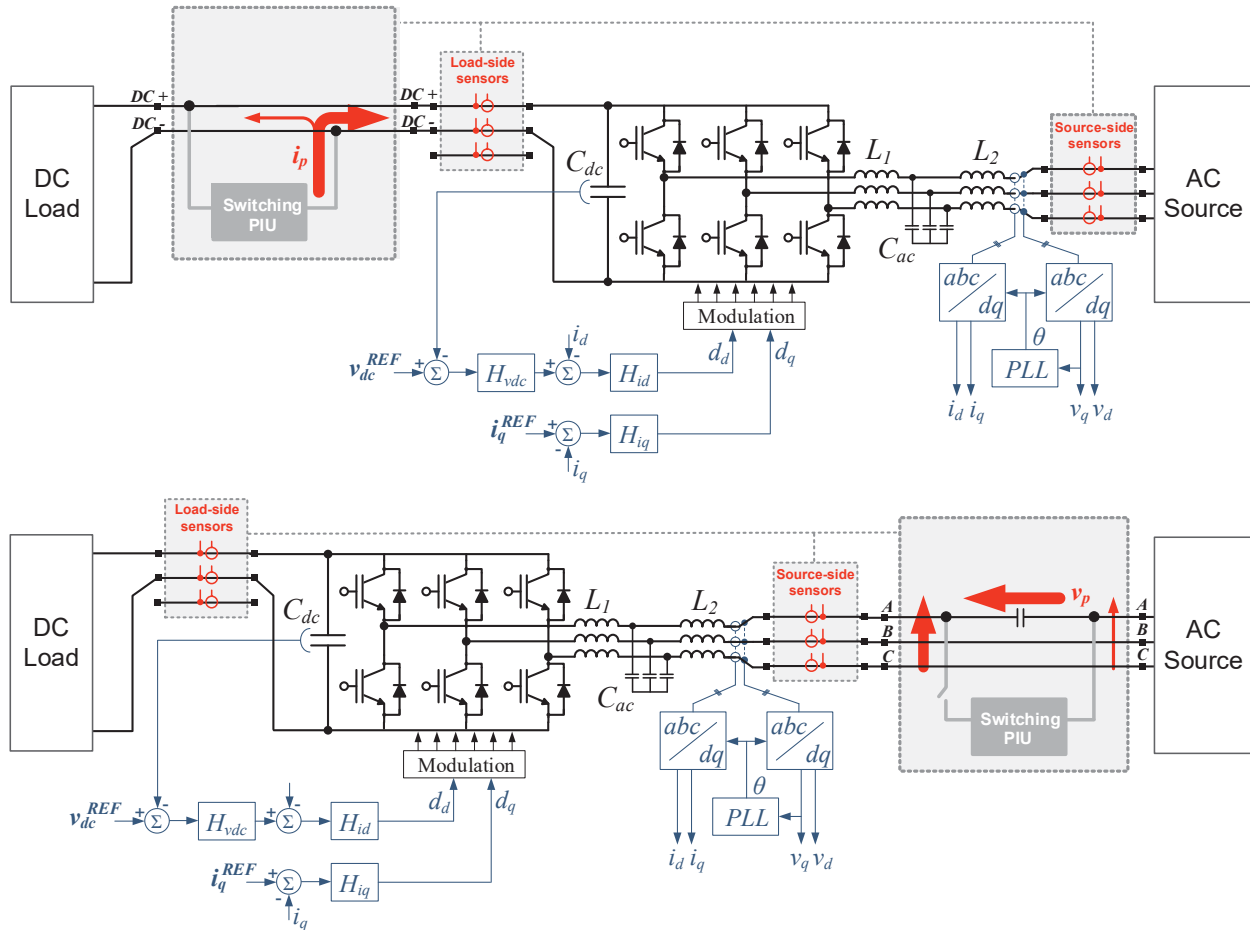 Load-side
sensors
DC+
DC-
DC+
DC-
i_p
DC
Load
Switching
PIU
C_dc
L_1
L_2
C_ac
Source-side
sensors
AC
Source
abc
dq
abc
dq
θ
PLL
i_d i_q
v_q v_d
Modulation
d_d
d_q
i_d
v_dc^REF
+
-
Σ
H_vdc
+
-
Σ
H_id
i_q^REF
+
-
Σ
H_iq
i_q
Load-side
sensors
DC
Load
C_dc
L_1
L_2
C_ac
Source-side
sensors
A
B
C
v_p
A
B
C
Switching
PIU
AC
Source
abc
dq
abc
dq
θ
PLL
i_d i_q
v_q v_d
Modulation
d_d
d_q
v_dc^REF
+
-
Σ
H_vdc
+
-
Σ
H_id
i_q^REF
+
-
Σ
H_iq
i_q